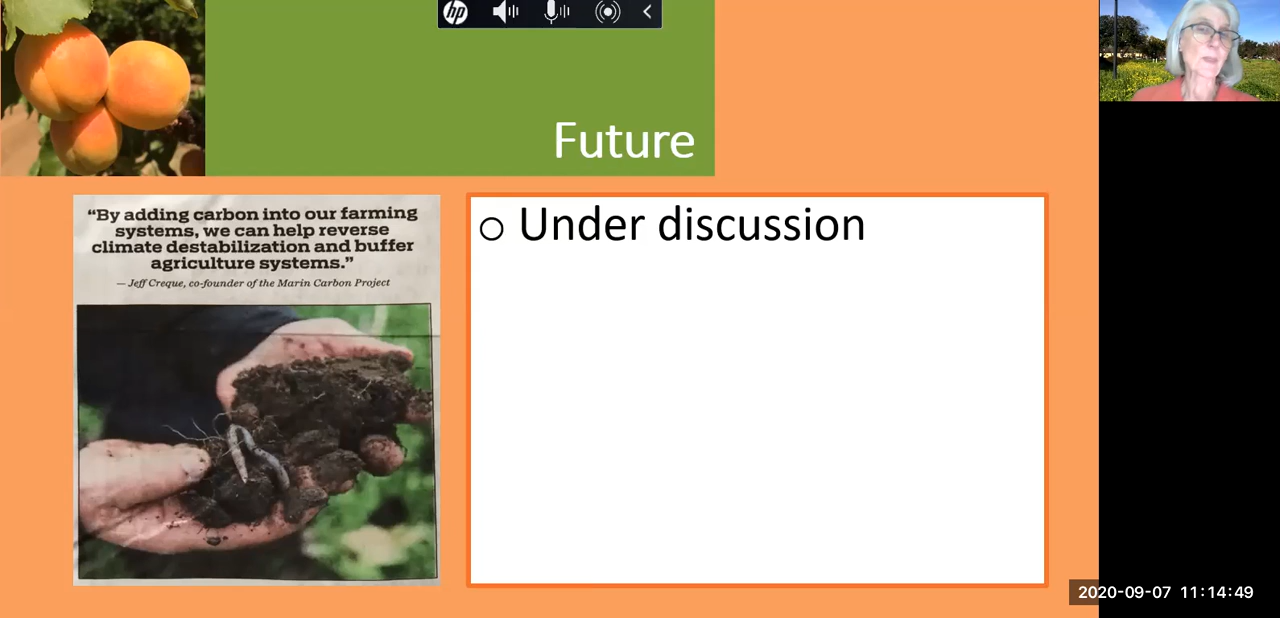 hp
Future
“By adding carbon into our farming
systems, we can help reverse
climate destabilization and buffer
agriculture systems.”
— Jeff Creque, co-founder of the Marin Carbon Project
Under discussion
2020-09-07 11:14:49